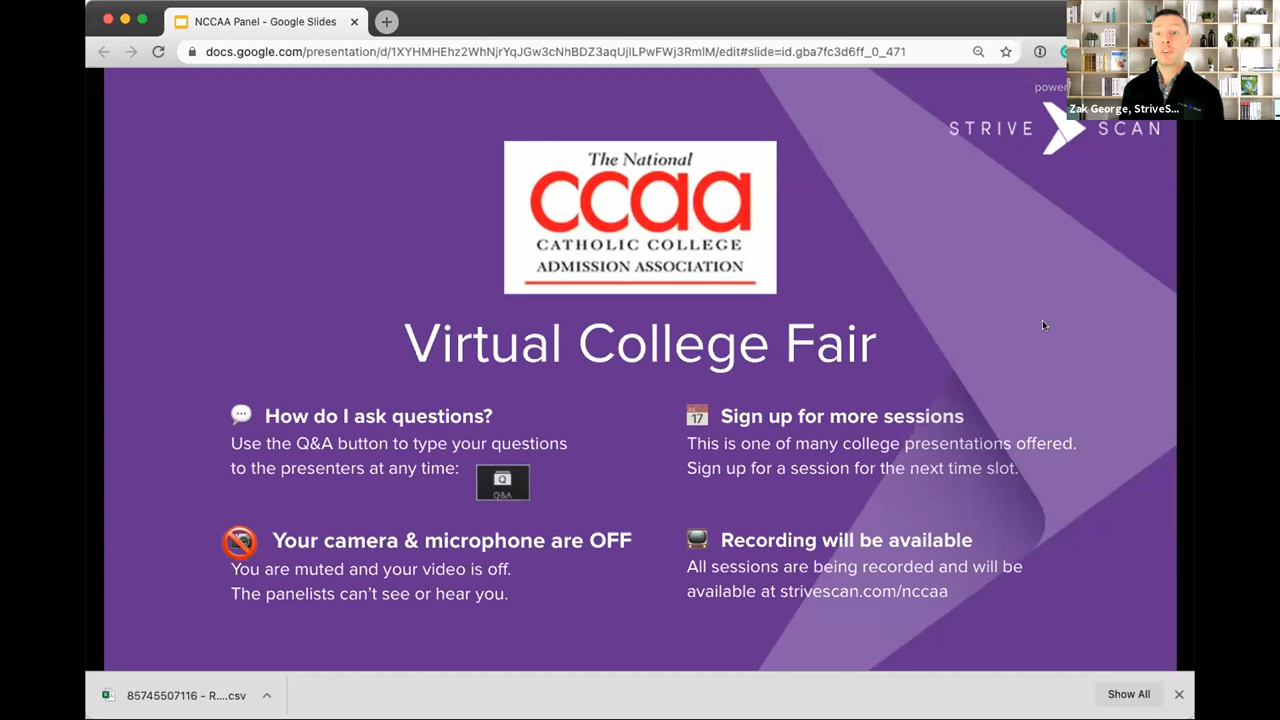 NCCAA Panel - Google Slides
docs.google.com/presentation/d/1XYHMHEhz2WhNjrYqJGw3cNhBDZ3aqUjlLPwFWj3RmlM/edit#slide=id.gba7fc3d6ff_0_471
power
Zak George, StriveS...
STRIVE SCAN
The National
ccaa
CATHOLIC COLLEGE
ADMISSION ASSOCIATION
Virtual College Fair
How do I ask questions?
Use the Q&A button to type your questions
to the presenters at any time:
Q
Q&A
17
Sign up for more sessions
This is one of many college presentations offered.
Sign up for a session for the next time slot.
Your camera & microphone are OFF
You are muted and your video is off.
The panelists can't see or hear you.
Recording will be available
All sessions are being recorded and will be
available at strivescan.com/nccaa
85745507116 - R....csv
Show All